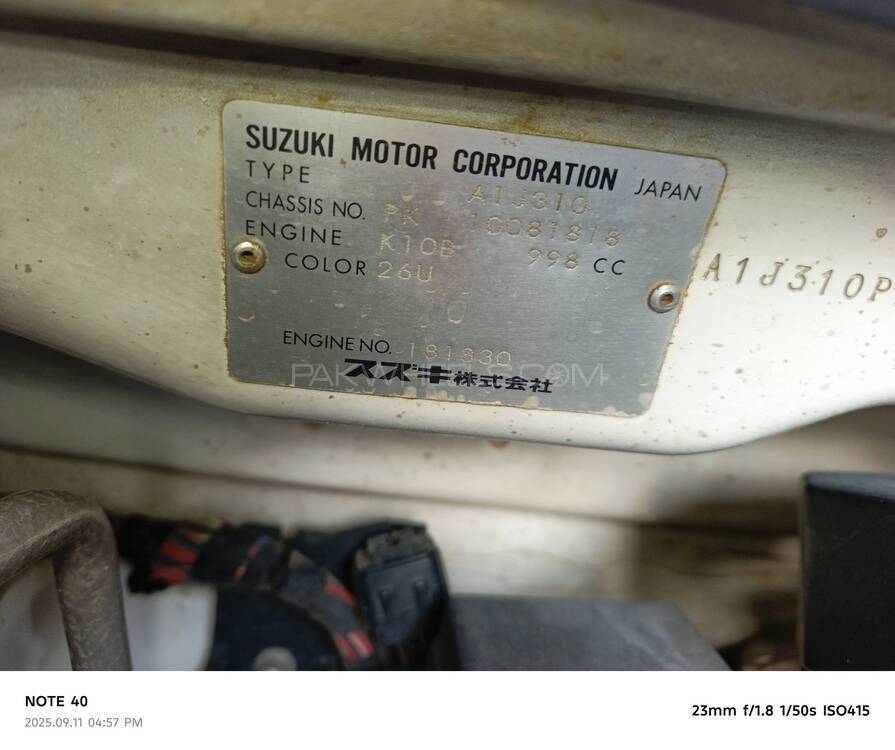 SUZUKI MOTOR CORPORATION JAPAN
TYPE A1J310
CHASSIS NO. PK 10081818
ENGINE K10B 998 CC
COLOR 26U
ENGINE NO. 181830
スズキ株式会社
A1J310P
NOTE 40
2025.09.11 04:57 PM
23mm f/1.8 1/50s ISO415